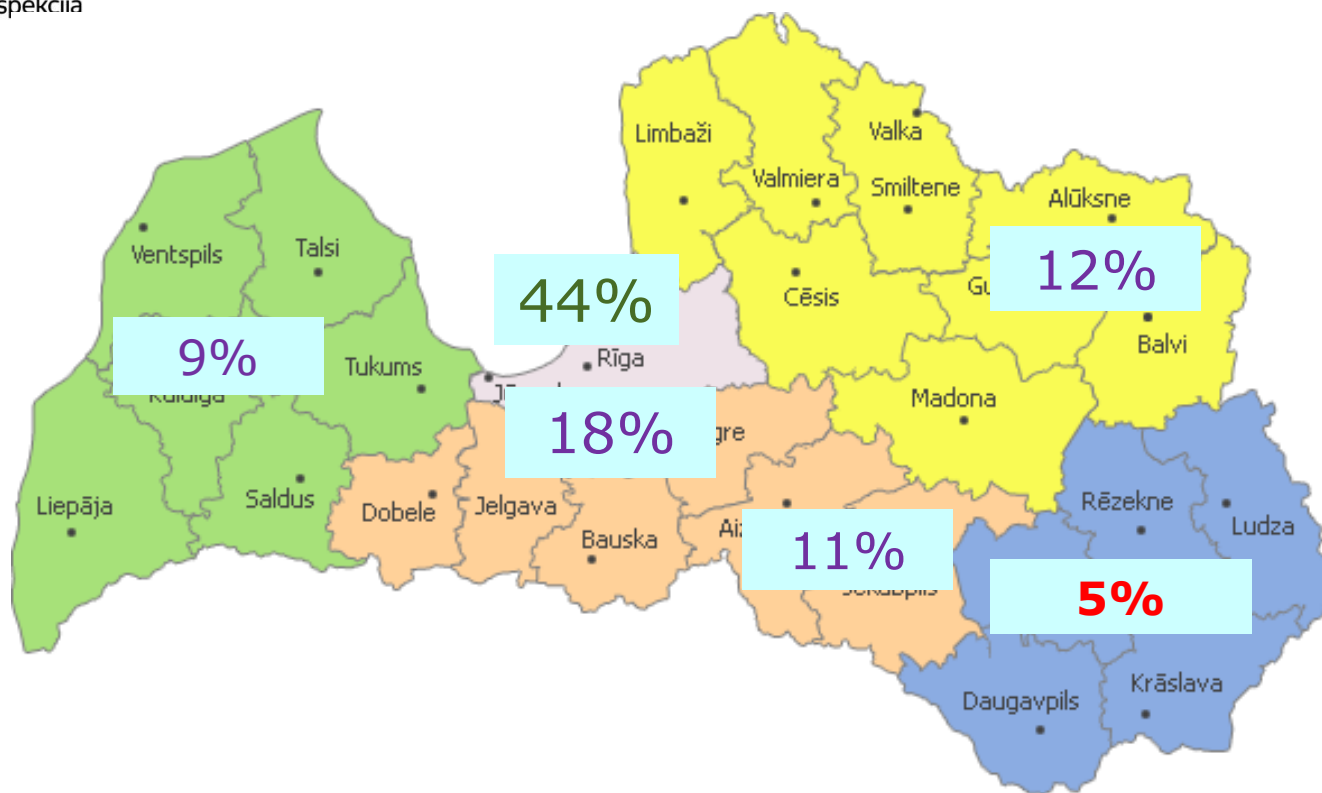 spekcija
Limbaži
Valka
Valmiera
Smiltene
Alūksne
Ventspils
Talsi
44%
Cēsis
12%
9%
Tukums
Rīga
Balvi
18%
Madona
Liepāja
Saldus
Dobele
Jelgava
Bauska
11%
Rēzekne
Ludza
5%
Daugavpils
Krāslava